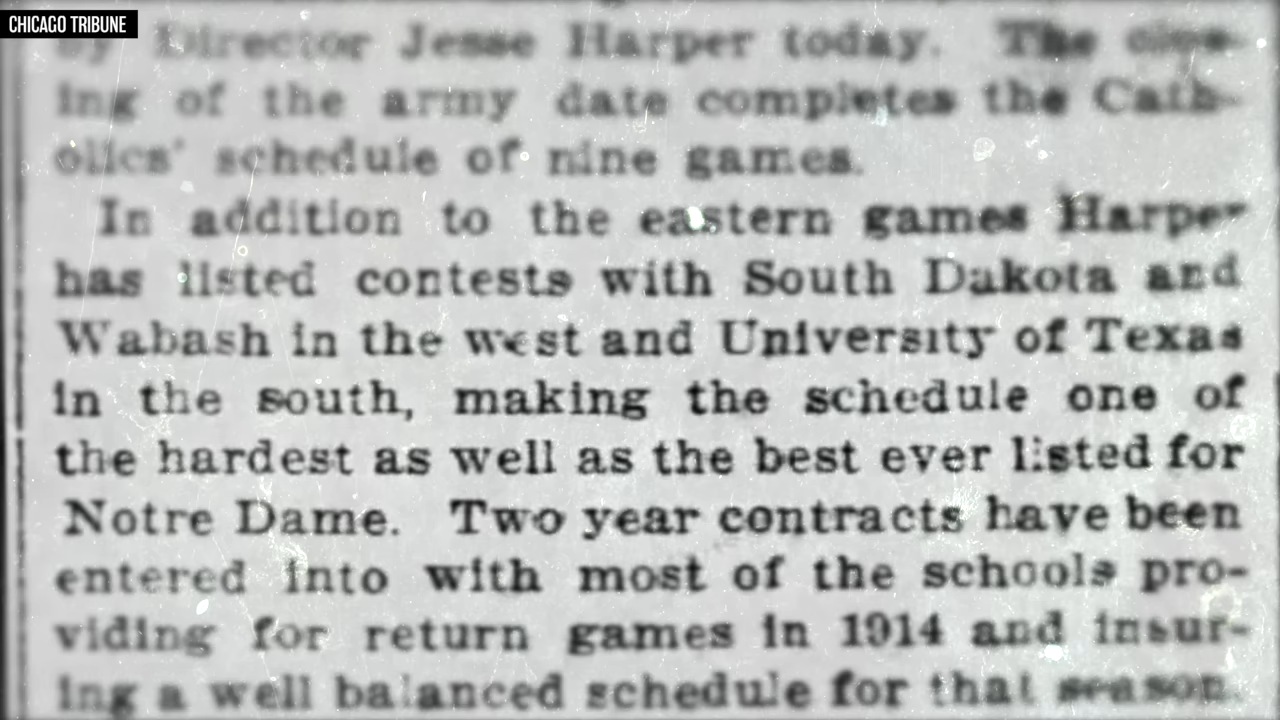 CHICAGO TRIBUNE
by Director Jesse Harper today. The clos-
ing of the army date completes the Cath-
olics' schedule of nine games.
In addition to the eastern games Harper
has listed contests with South Dakota and
Wabash in the west and University of Texas
in the south, making the schedule one of
the hardest as well as the best ever listed for
Notre Dame. Two year contracts have been
entered into with most of the schools pro-
viding for return games in 1914 and insur-
ing a well balanced schedule for that season.